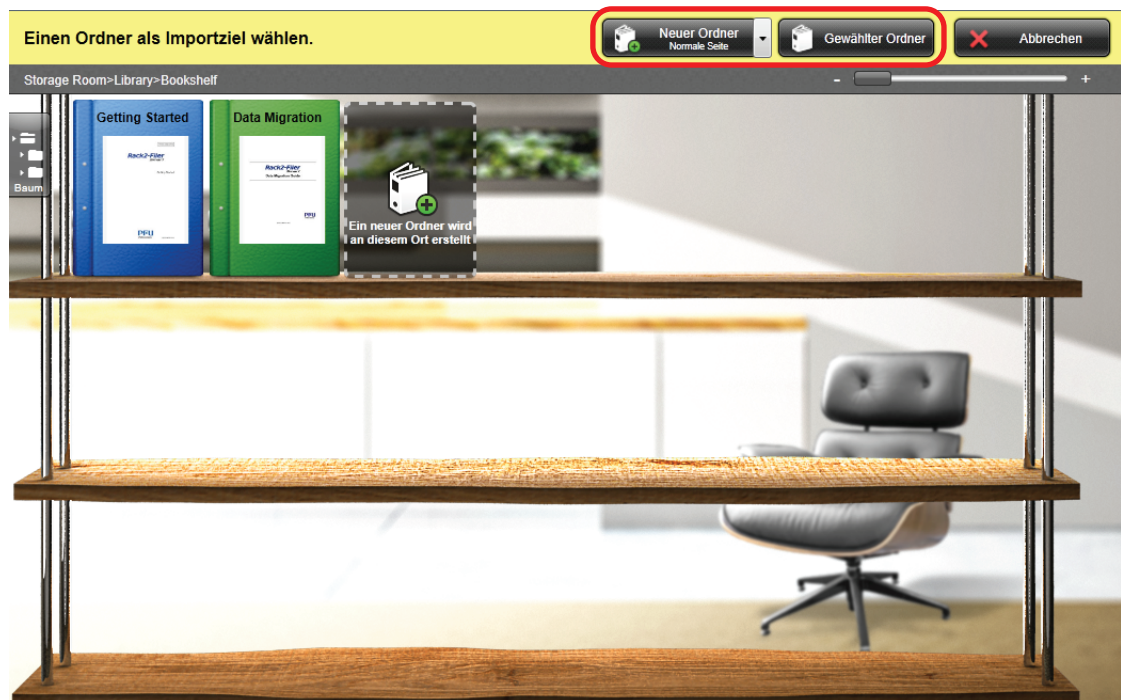 Einen Ordner als Importziel wählen.
Neuer Ordner
Normale Seite
Gewählter Ordner
Abbrechen
Storage Room>Library>Bookshelf
- +
Baum
Getting Started
Rack2-Filer
PFU
Data Migration
Rack2-Filer
Data Migration Guide
PFU
Ein neuer Ordner wird
an diesem Ort erstellt